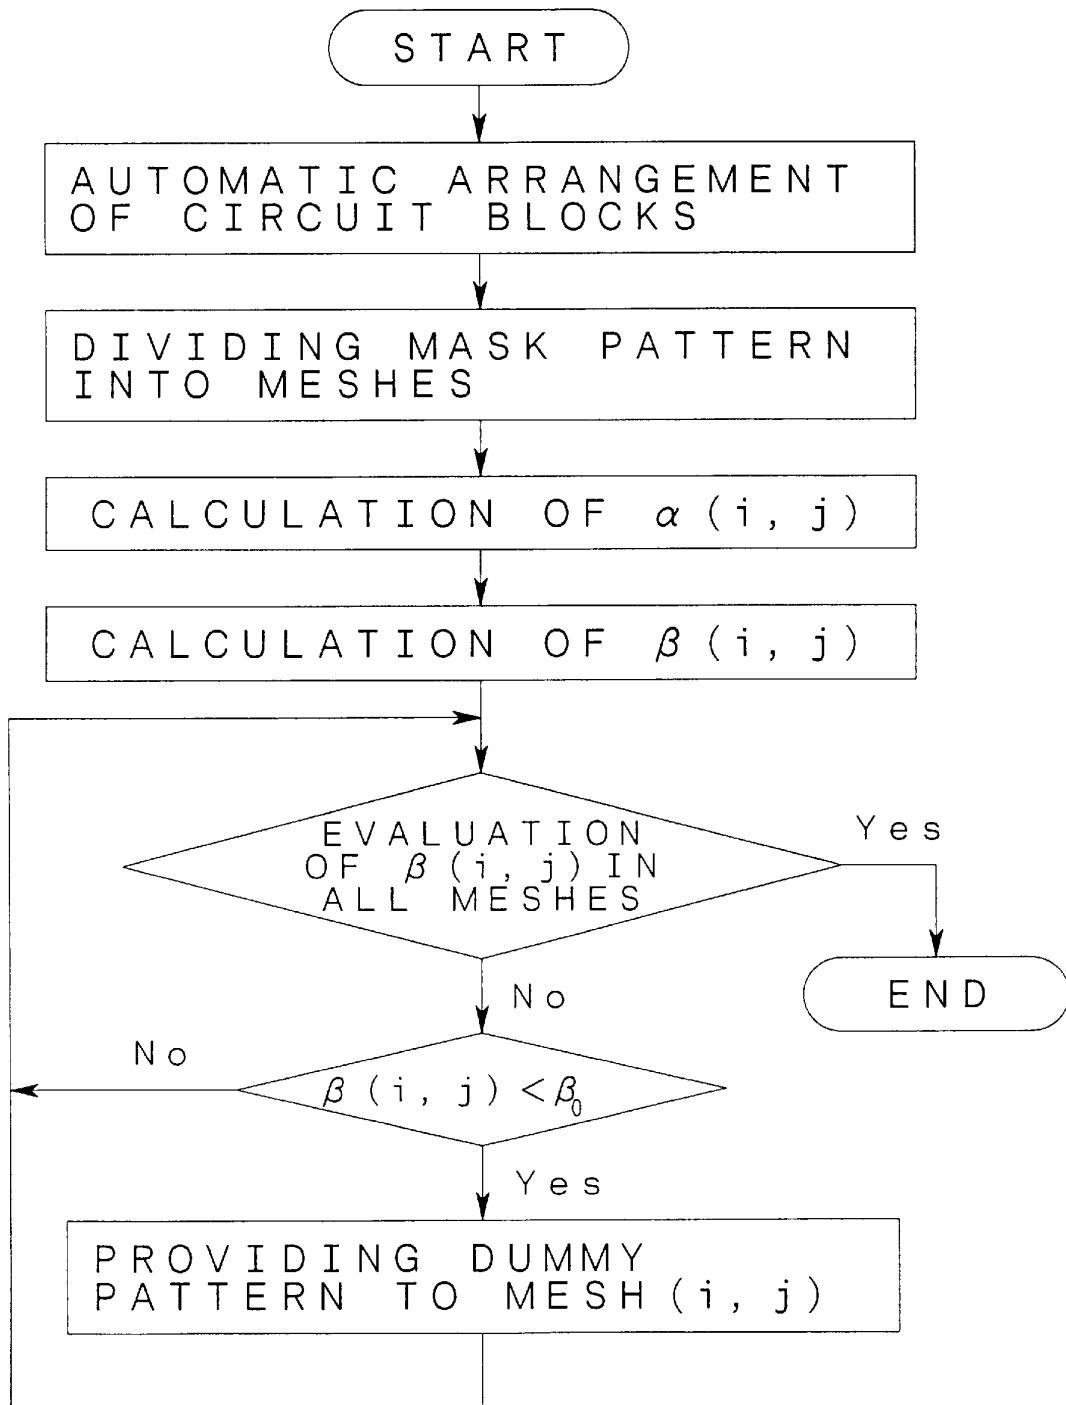 START
AUTOMATIC ARRANGEMENT
OF CIRCUIT BLOCKS
DIVIDING MASK PATTERN
INTO MESHES
CALCULATION OF α (i, j)
CALCULATION OF β (i, j)
EVALUATION
OF β (i, j) IN
ALL MESHES
Yes
END
No
No
β (i, j) < β₀
Yes
PROVIDING DUMMY
PATTERN TO MESH (i, j)